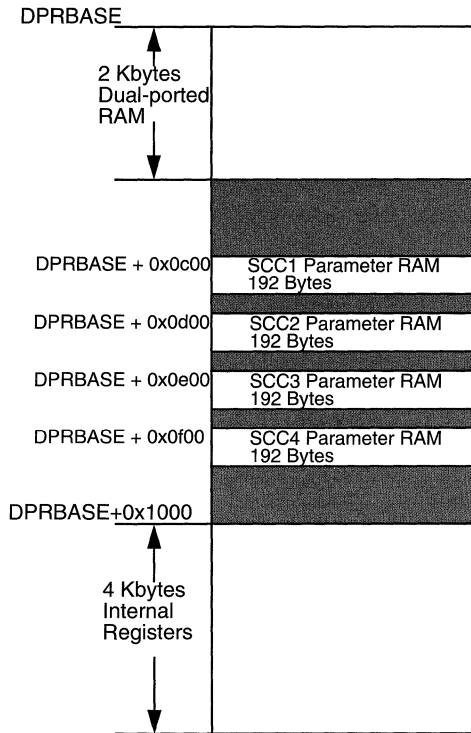 DPRBASE
2 Kbytes
Dual-ported
RAM
DPRBASE + 0x0c00
SCC1 Parameter RAM
192 Bytes
DPRBASE + 0x0d00
SCC2 Parameter RAM
192 Bytes
DPRBASE + 0x0e00
SCC3 Parameter RAM
192 Bytes
DPRBASE + 0x0f00
SCC4 Parameter RAM
192 Bytes
DPRBASE+0x1000
4 Kbytes
Internal
Registers